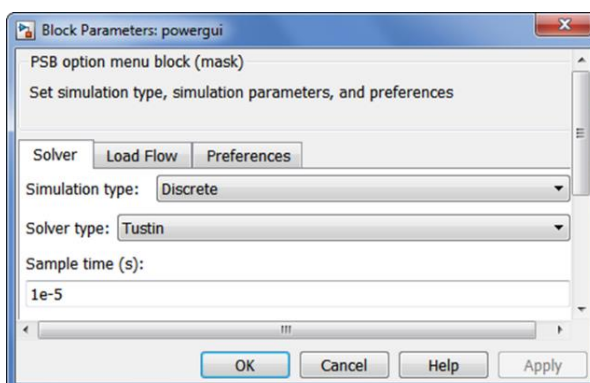 Block Parameters: powergui
PSB option menu block (mask)
Set simulation type, simulation parameters, and preferences
Solver Load Flow Preferences
Simulation type: Discrete
Solver type: Tustin
Sample time (s):
1e-5
OK Cancel Help Apply